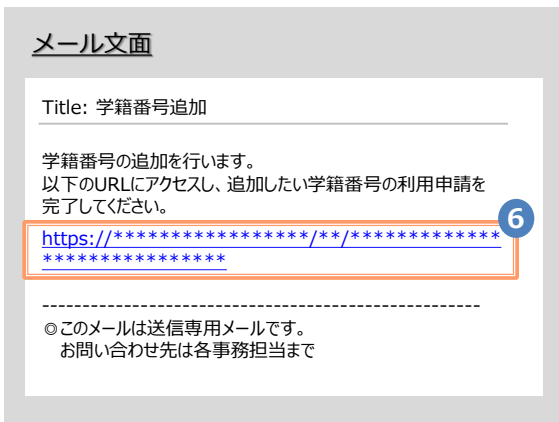 メール文面
Title: 学籍番号追加
学籍番号の追加を行います。
以下のURLにアクセスし、追加したい学籍番号の利用申請を
完了してください。
6
https://*****************/**/*************
****************
------------------------------------------------------
◎このメールは送信専用メールです。
お問い合わせ先は各事務担当まで